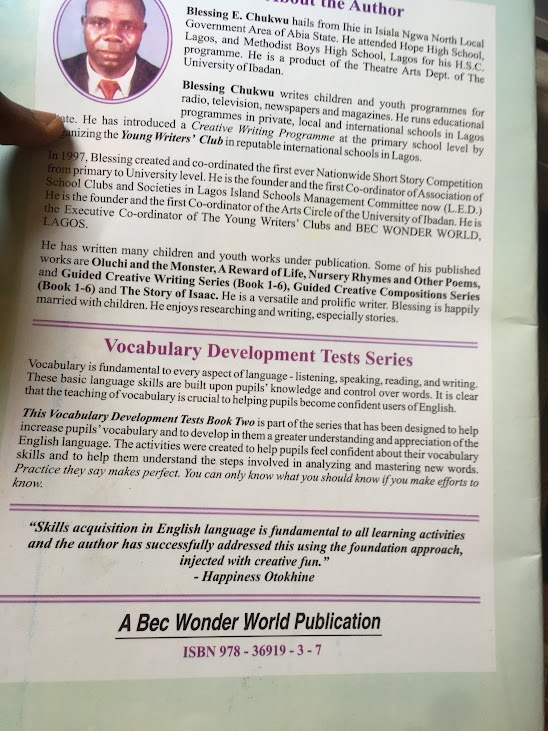 About the Author
Blessing E. Chukwu hails from Ihie in Isiala Ngwa North Local
Government Area of Abia State. He attended Hope High School,
Lagos, and Methodist Boys High School, Lagos for his H.S.C.
programme. He is a product of the Theatre Arts Dept. of The
University of Ibadan.
Blessing Chukwu writes children and youth programmes for
radio, television, newspapers and magazines. He runs educational
programmes in private, local and international schools in Lagos
He has introduced a Creative Writing Programme at the primary school level by
the Young Writers' Club in reputable international schools in Lagos.
In 1997, Blessing created and co-ordinated the first ever Nationwide Short Story Competition
from primary to University level. He is the founder and the first Co-ordinator of Association of
School Clubs and Societies in Lagos Island Schools Management Committee now (L.E.D.)
He is the founder and the first Co-ordinator of the Arts Circle of the University of Ibadan. He is
the Executive Co-ordinator of The Young Writers' Clubs and BEC WONDER WORLD,
LAGOS.
He has written many children and youth works under publication. Some of his published
works are Oluchi and the Monster, A Reward of Life, Nursery Rhymes and Other Poems,
and Guided Creative Writing Series (Book 1-6), Guided Creative Compositions Series
(Book 1-6) and The Story of Isaac. He is a versatile and prolific writer. Blessing is happily
married with children. He enjoys researching and writing, especially stories.
Vocabulary Development Tests Series
Vocabulary is fundamental to every aspect of language - listening, speaking, reading, and writing.
These basic language skills are built upon pupils' knowledge and control over words. It is clear
that the teaching of vocabulary is crucial to helping pupils become confident users of English.
This Vocabulary Development Tests Book Two is part of the series that has been designed to help
increase pupils' vocabulary and to develop in them a greater understanding and appreciation of the
English language. The activities were created to help pupils feel confident about their vocabulary
skills and to help them understand the steps involved in analyzing and mastering new words.
Practice they say makes perfect. You can only know what you should know if you make efforts to
know.
"Skills acquisition in English language is fundamental to all learning activities
and the author has successfully addressed this using the foundation approach,
injected with creative fun."
- Happiness Otokhine
A Bec Wonder World Publication
ISBN 978 - 36919 - 3 - 7